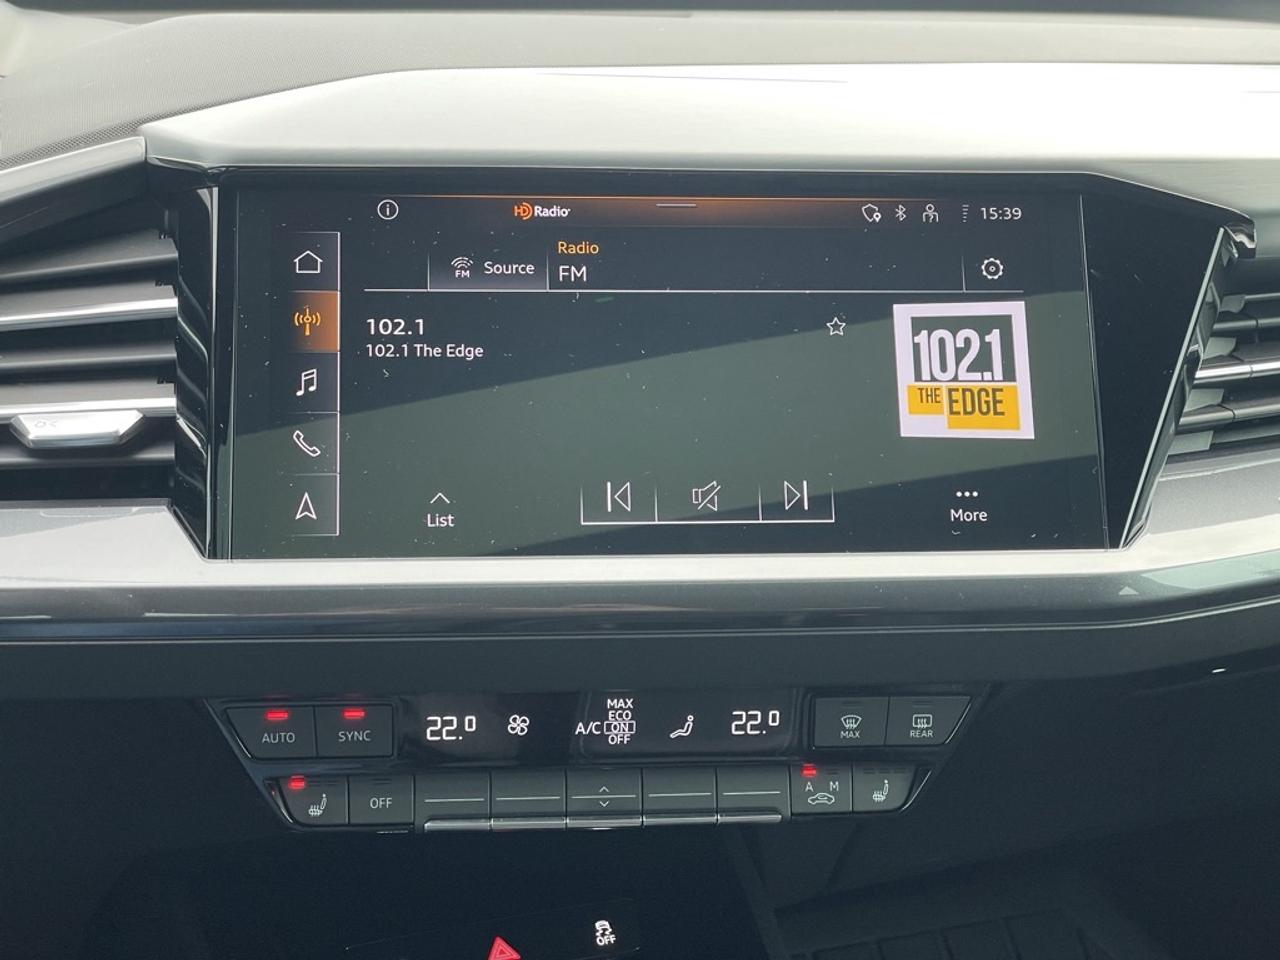 HD Radio
15:39
FM
Source
Radio
FM
102.1
102.1 The Edge
102.1
THE EDGE
List
More
AUTO
SYNC
22.0
A/C
MAX
ECO
ON
OFF
22.0
MAX
REAR
OFF
A M
OFF